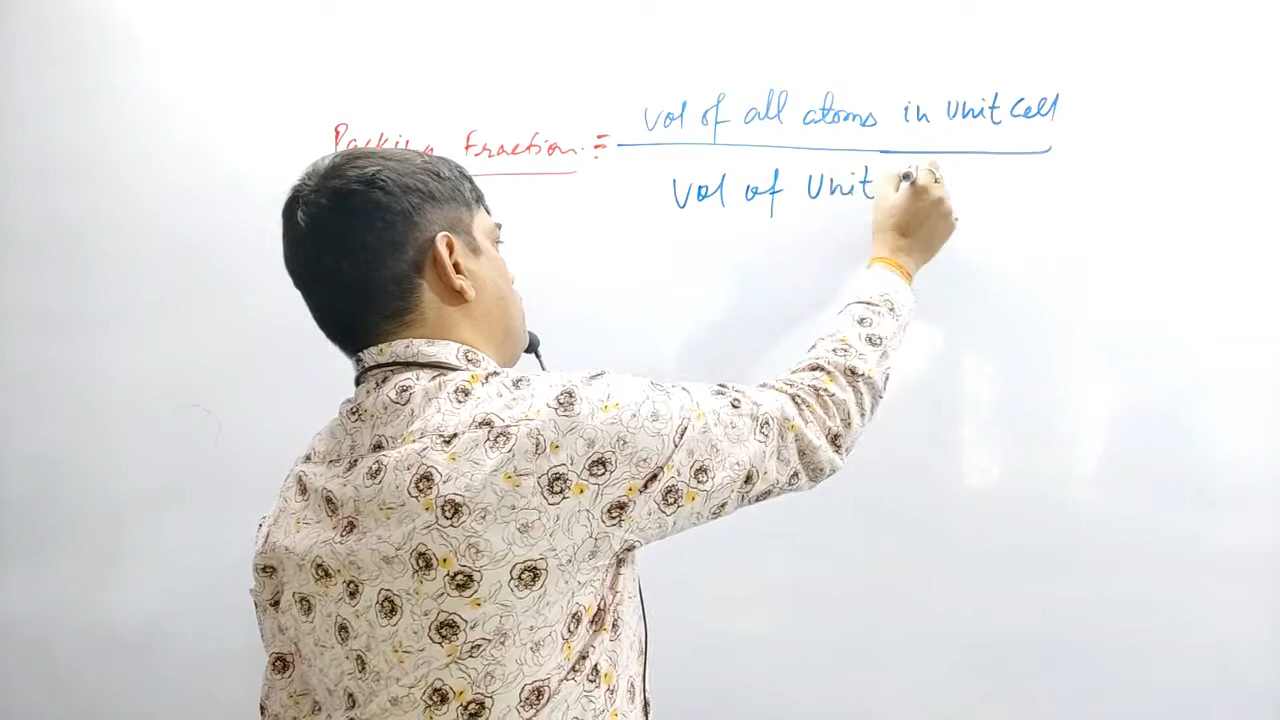 Packing fraction :=
Vol of all atoms in Unit Cell
Vol of Unit